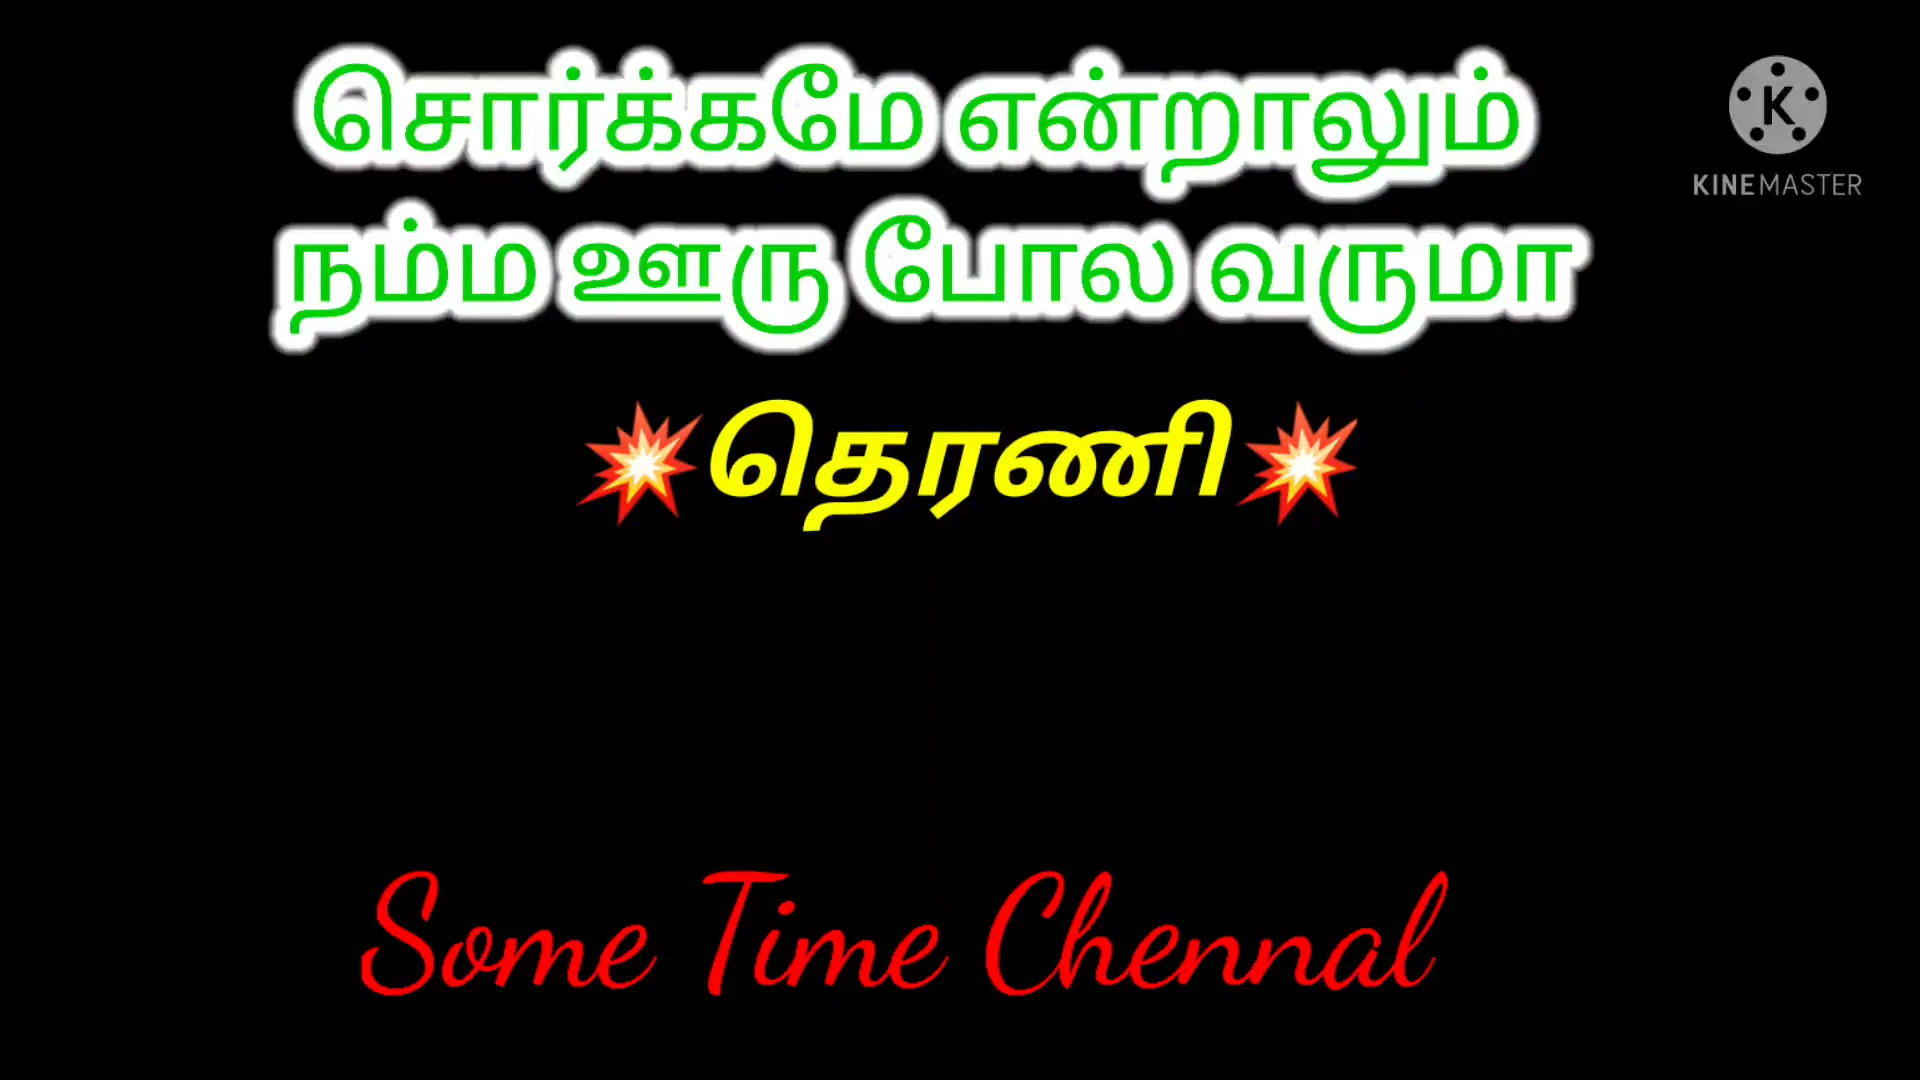 சொர்க்கமே என்றாலும்
நம்ம ஊரு போல வருமா
💥தெரணி💥
Some Time Chennal
K
KINEMASTER